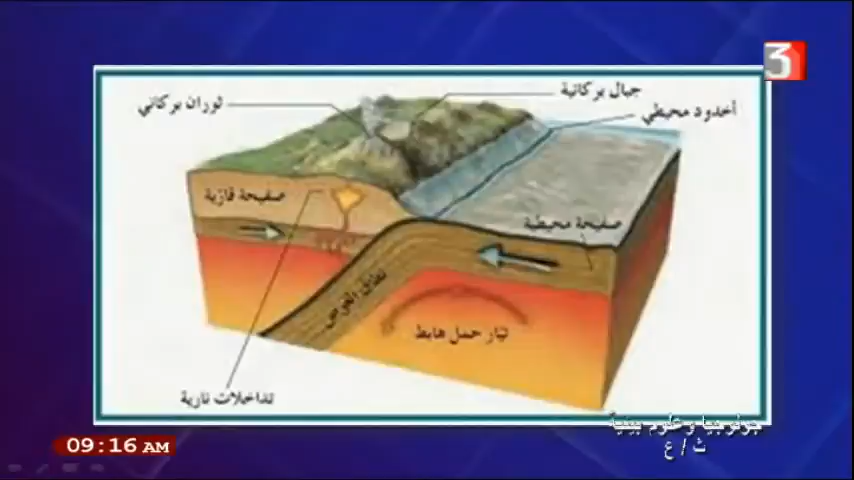 3
جبال بركانية
ثوران بركاني
أخدود محيطي
صفيحة قارية
صفيحة محيطية
نطاق الغوص
تيار حمل هابط
تداخلات نارية
جيولوجيا وعلوم بيئية
ث / ع
09:16 AM